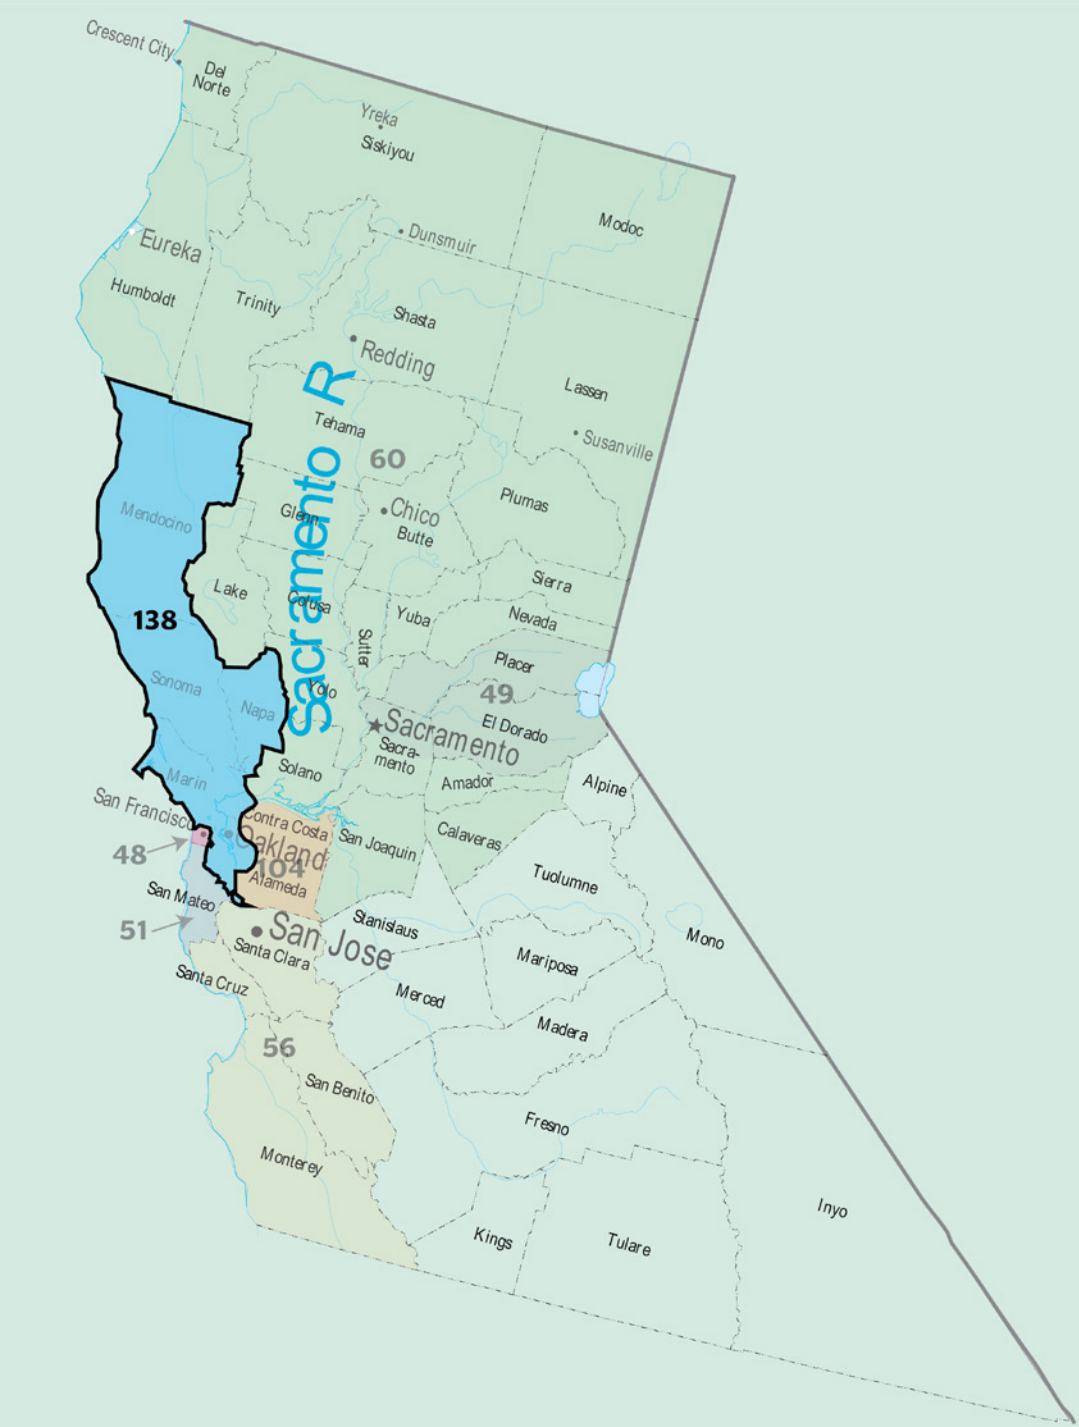 Crescent City
Del
Norte
Yreka
Siskiyou
Modoc
Eureka
Dunsmuir
Humboldt
Trinity
Shasta
Redding
Lassen
Tehama
Susanville
60
Sacramento R
Mendocino
Glenn
Chico
Butte
Plumas
Lake
Colusa
Sierra
138
Yuba
Nevada
Sutter
Placer
Sonoma
Napa
Yolo
49
El Dorado
Sacramento
Sacra-
mento
Solano
Marin
Amador
Alpine
San Francisco
Contra Costa
Oakland
San Joaquin
Calaveras
48
104
Alameda
Tuolumne
San Mateo
51
San Jose
Stanislaus
Mono
Santa Clara
Mariposa
Santa Cruz
Merced
Madera
56
San Benito
Fresno
Monterey
Inyo
Kings
Tulare